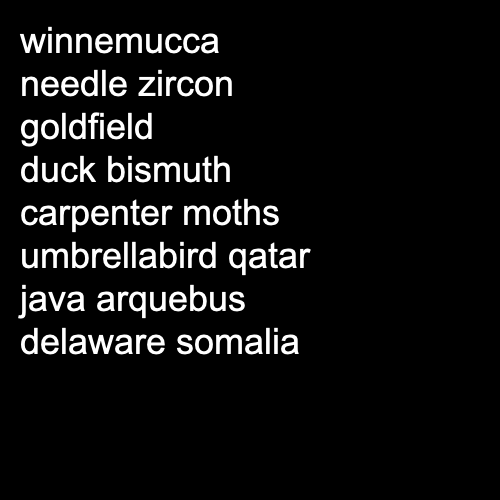 winnemucca
needle zircon
goldfield
duck bismuth
carpenter moths
umbrellabird qatar
java arquebus
delaware somalia